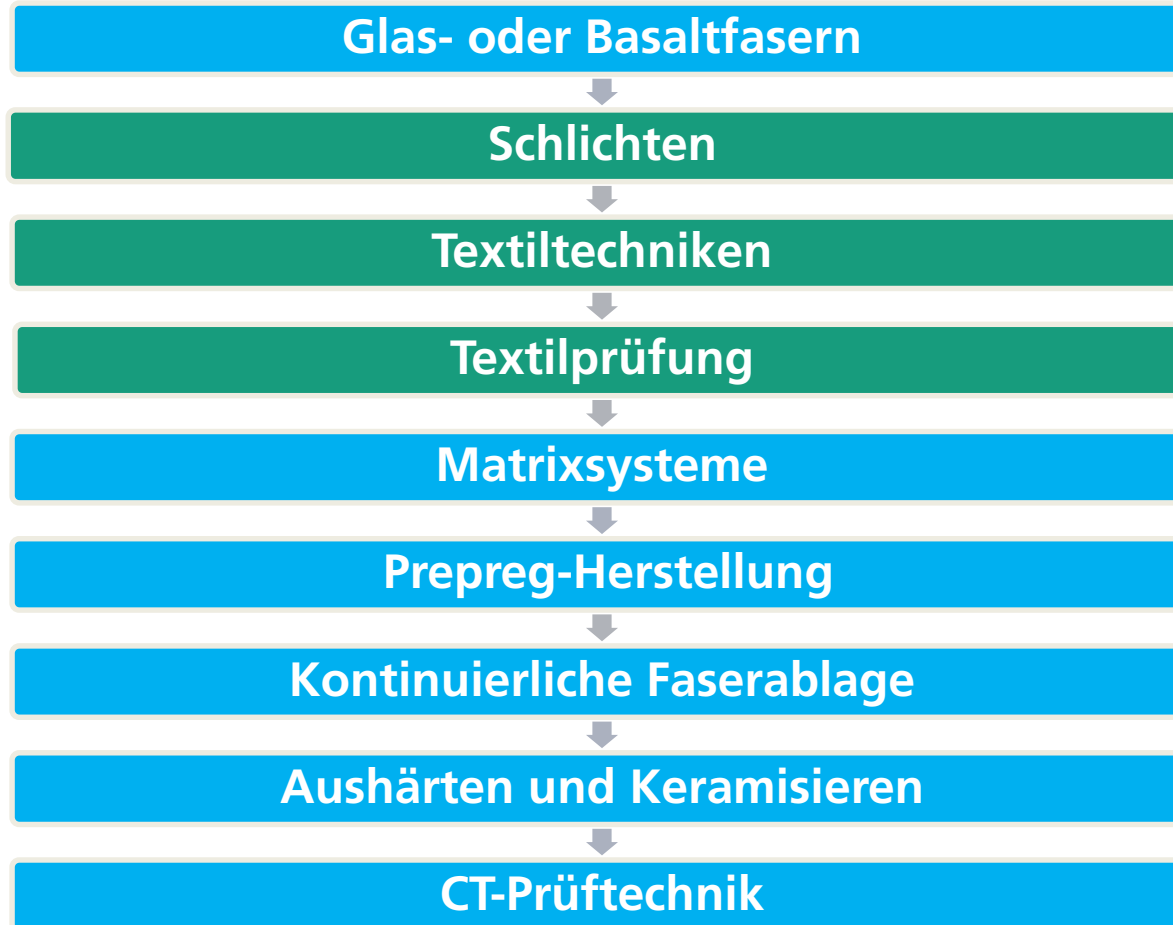 Glas- oder Basaltfasern
Schlichten
Textiltechniken
Textilprüfung
Matrixsysteme
Prepreg-Herstellung
Kontinuierliche Faserablage
Aushärten und Keramisieren
CT-Prüftechnik